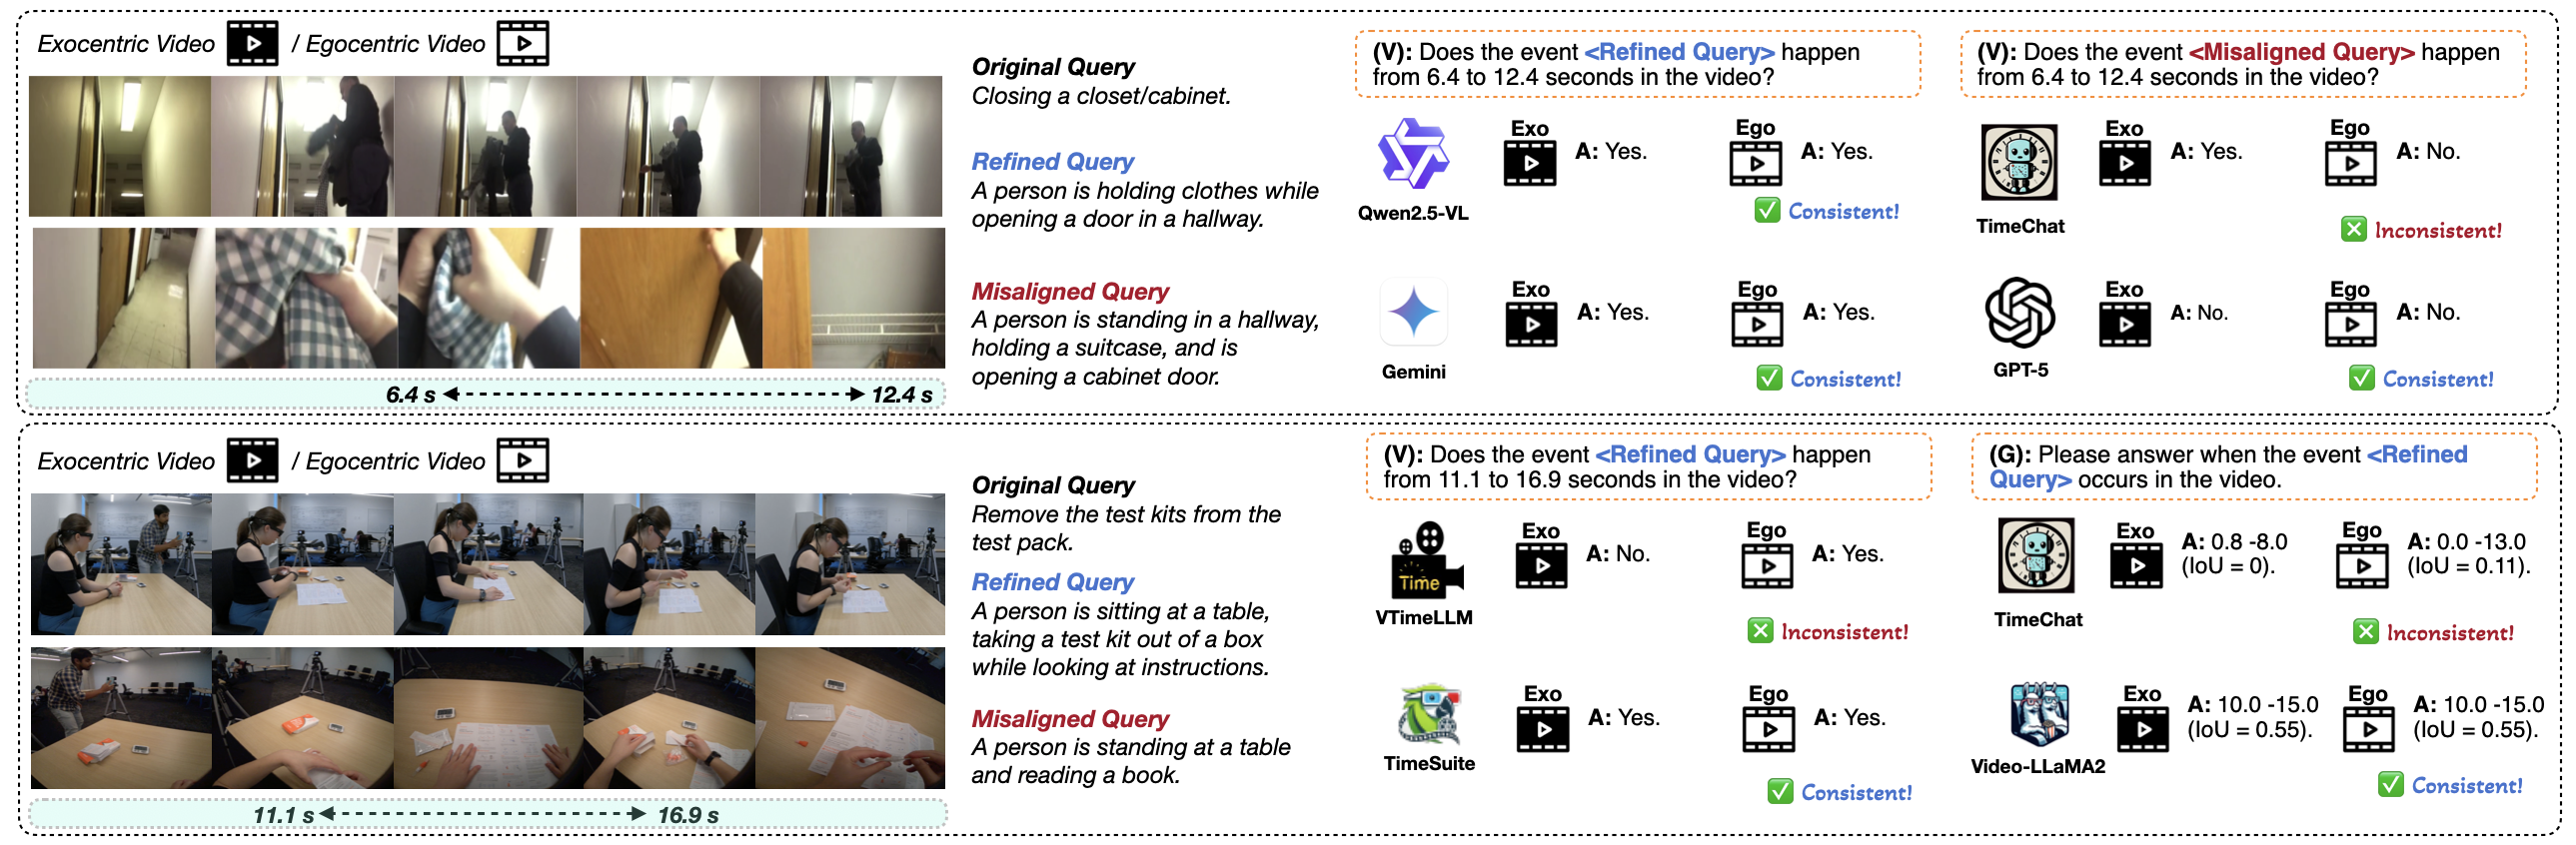 Exocentric Video / Egocentric Video
Original Query
Closing a closet/cabinet.
Refined Query
A person is holding clothes while
opening a door in a hallway.
Misaligned Query
A person is standing in a hallway,
holding a suitcase, and is
opening a cabinet door.
6.4 s 12.4 s
(V): Does the event <Refined Query> happen
from 6.4 to 12.4 seconds in the video?
Qwen2.5-VL
Exo
A: Yes.
Ego
A: Yes.
Consistent!
Gemini
Exo
A: Yes.
Ego
A: Yes.
Consistent!
(V): Does the event <Misaligned Query> happen
from 6.4 to 12.4 seconds in the video?
TimeChat
Exo
A: Yes.
Ego
A: No.
Inconsistent!
GPT-5
Exo
A: No.
Ego
A: No.
Consistent!
Exocentric Video / Egocentric Video
Original Query
Remove the test kits from the
test pack.
Refined Query
A person is sitting at a table,
taking a test kit out of a box
while looking at instructions.
Misaligned Query
A person is standing at a table
and reading a book.
11.1 s 16.9 s
(V): Does the event <Refined Query> happen
from 11.1 to 16.9 seconds in the video?
Time
VTimeLLM
Exo
A: No.
Ego
A: Yes.
Inconsistent!
TimeSuite
Exo
A: Yes.
Ego
A: Yes.
Consistent!
(G): Please answer when the event <Refined
Query> occurs in the video.
TimeChat
Exo
A: 0.8 -8.0
(IoU = 0).
Ego
A: 0.0 -13.0
(IoU = 0.11).
Inconsistent!
Video-LLaMA2
Exo
A: 10.0 -15.0
(IoU = 0.55).
Ego
A: 10.0 -15.0
(IoU = 0.55).
Consistent!